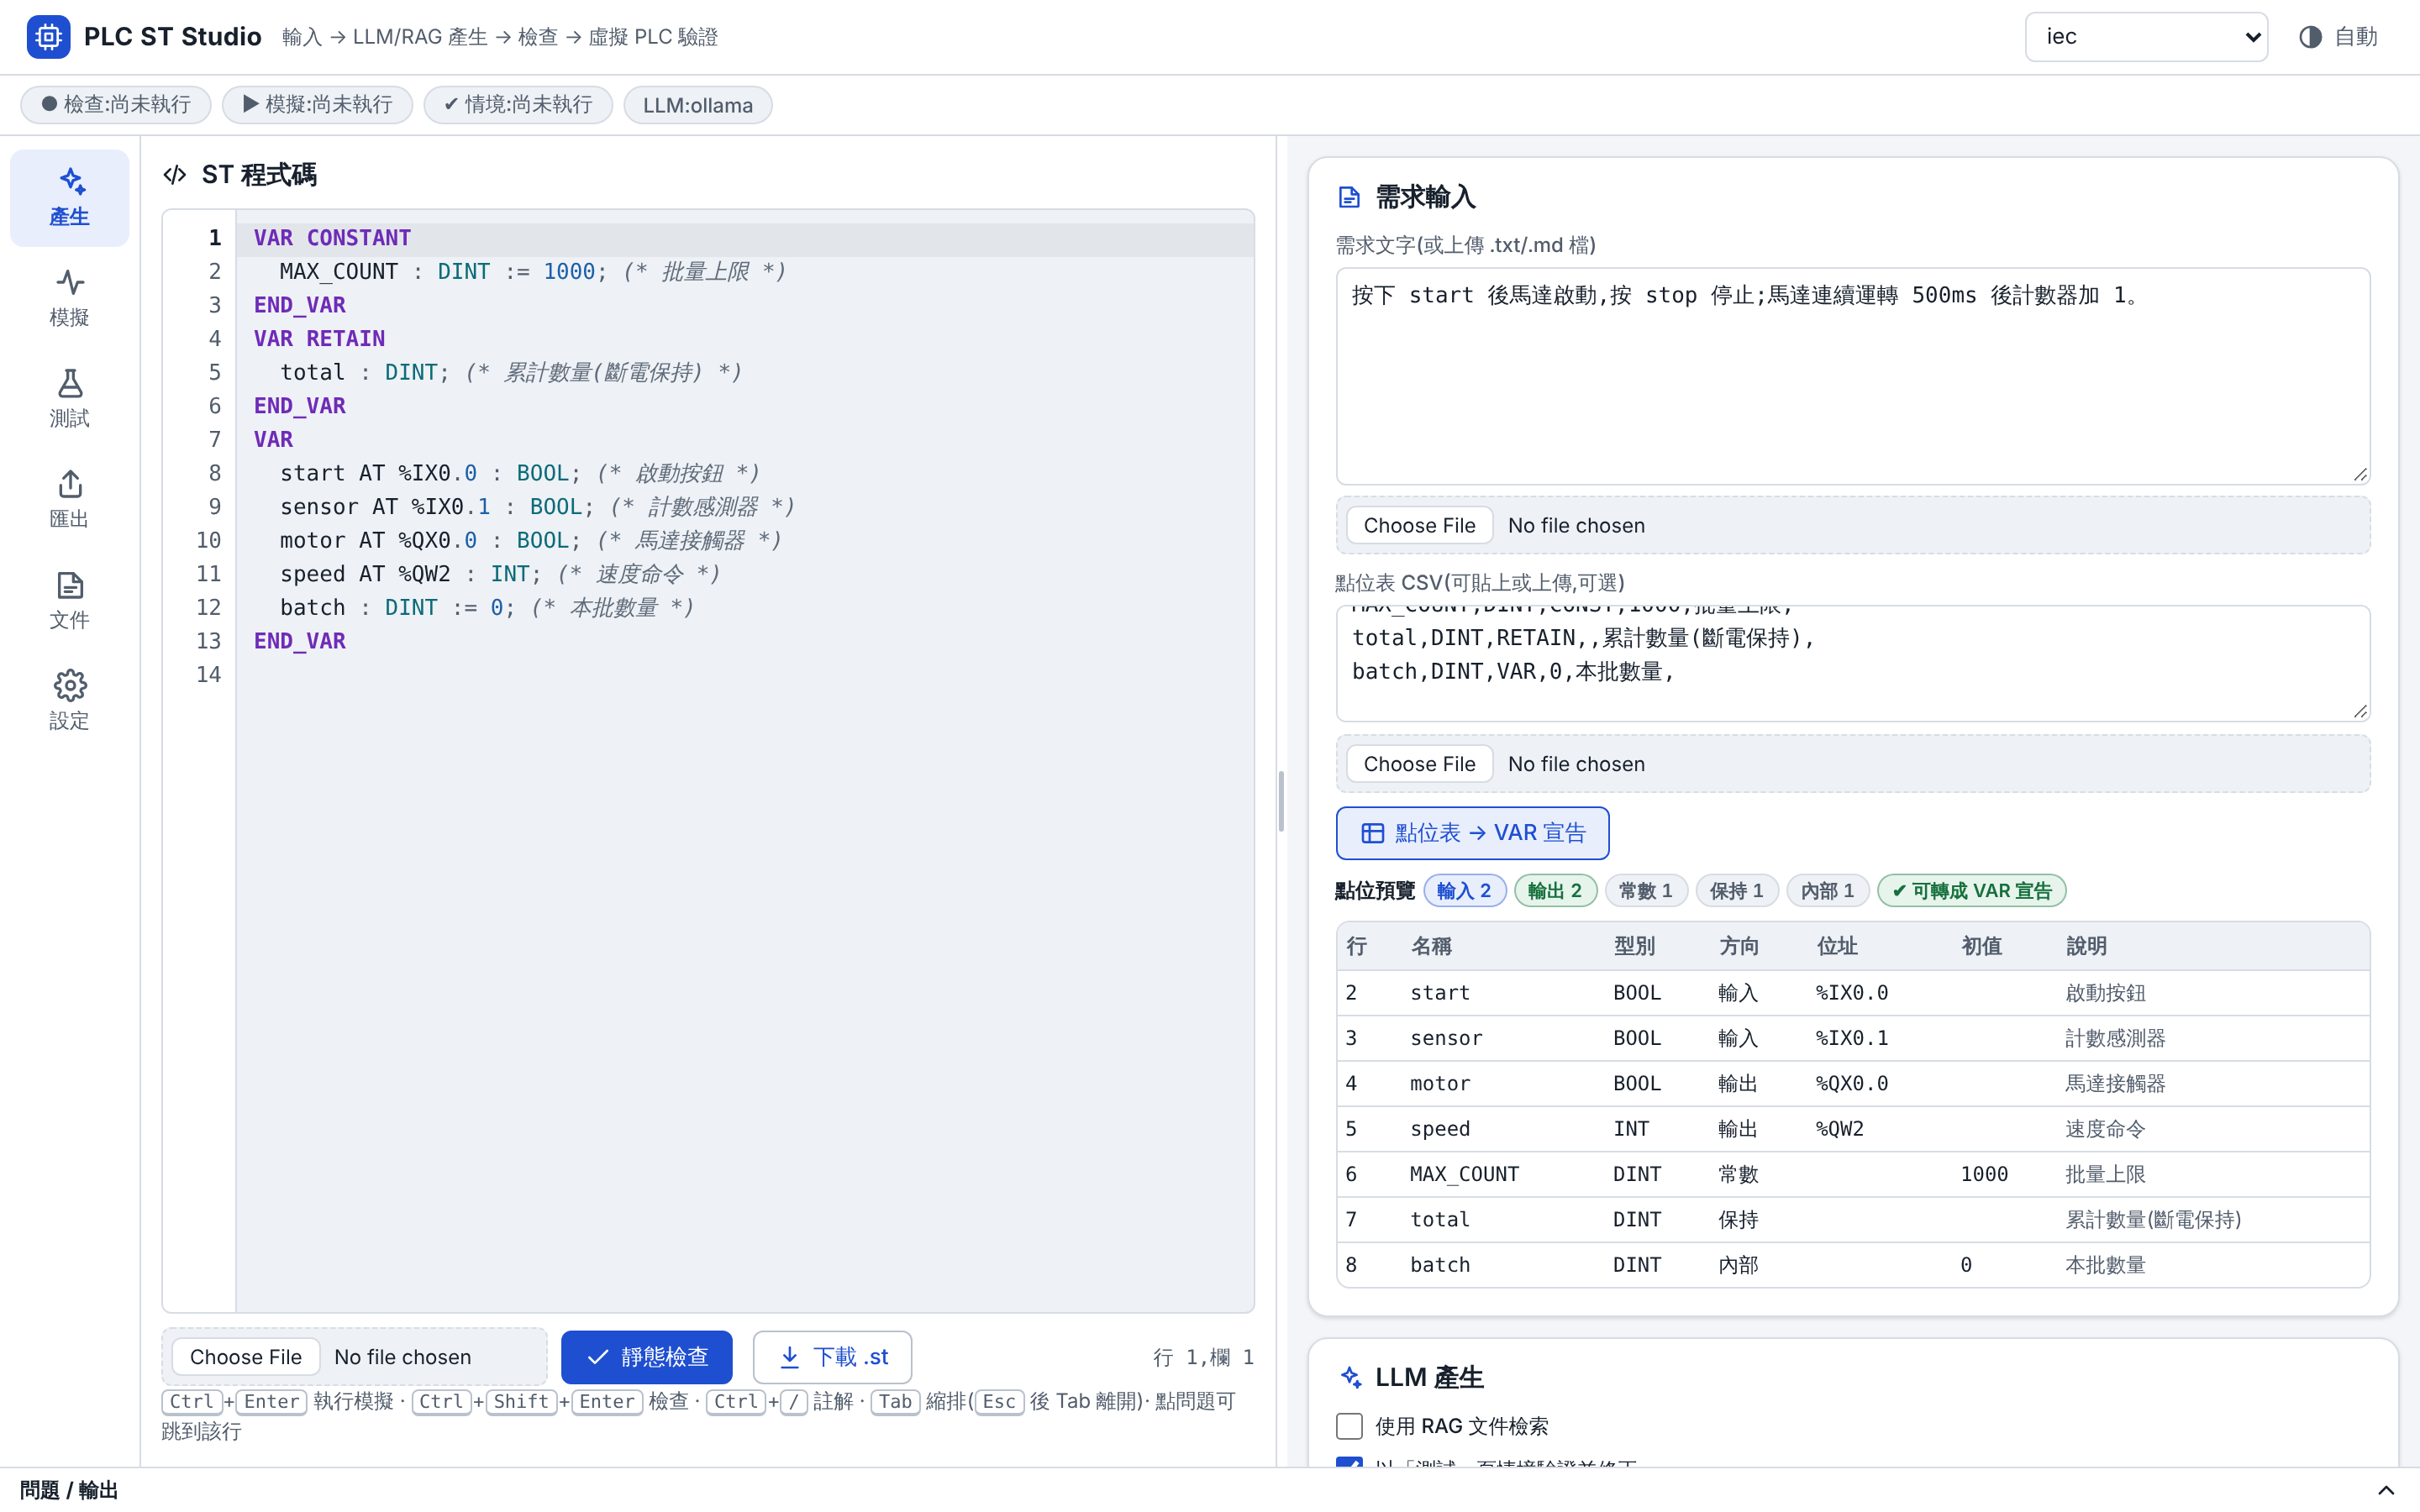 PLC ST Studio 輸入 → LLM/RAG 產生 → 檢查 → 虛擬 PLC 驗證
iec
自動
● 檢查:尚未執行
▶ 模擬:尚未執行
✔ 情境:尚未執行
LLM:ollama
產生
模擬
測試
匯出
文件
設定
ST 程式碼
1 VAR CONSTANT
2 MAX_COUNT : DINT := 1000; (* 批量上限 *)
3 END_VAR
4 VAR RETAIN
5 total : DINT; (* 累計數量(斷電保持) *)
6 END_VAR
7 VAR
8 start AT %IX0.0 : BOOL; (* 啟動按鈕 *)
9 sensor AT %IX0.1 : BOOL; (* 計數感測器 *)
10 motor AT %QX0.0 : BOOL; (* 馬達接觸器 *)
11 speed AT %QW2 : INT; (* 速度命令 *)
12 batch : DINT := 0; (* 本批數量 *)
13 END_VAR
14
Choose File No file chosen
靜態檢查
下載 .st
行 1,欄 1
Ctrl+Enter 執行模擬 · Ctrl+Shift+Enter 檢查 · Ctrl+/ 註解 · Tab 縮排(Esc 後 Tab 離開)· 點問題可
跳到該行
需求輸入
需求文字(或上傳 .txt/.md 檔)
按下 start 後馬達啟動,按 stop 停止;馬達連續運轉 500ms 後計數器加 1。
Choose File No file chosen
點位表 CSV(可貼上或上傳,可選)
MAX_COUNT,DINT,CONST,1000,批量上限,
total,DINT,RETAIN,,累計數量(斷電保持),
batch,DINT,VAR,0,本批數量,
Choose File No file chosen
點位表 → VAR 宣告
點位預覽 輸入 2 輸出 2 常數 1 保持 1 內部 1 ✔ 可轉成 VAR 宣告
行 名稱 型別 方向 位址 初值 說明
2 start BOOL 輸入 %IX0.0 啟動按鈕
3 sensor BOOL 輸入 %IX0.1 計數感測器
4 motor BOOL 輸出 %QX0.0 馬達接觸器
5 speed INT 輸出 %QW2 速度命令
6 MAX_COUNT DINT 常數 1000 批量上限
7 total DINT 保持 累計數量(斷電保持)
8 batch DINT 內部 0 本批數量
LLM 產生
使用 RAG 文件檢索
問題 / 輸出